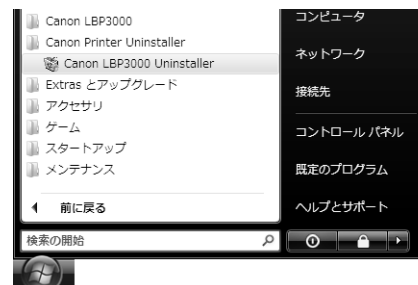 Canon LBP3000
Canon Printer Uninstaller
Canon LBP3000 Uninstaller
Extras とアップグレード
アクセサリ
ゲーム
スタートアップ
メンテナンス
前に戻る
検索の開始
コンピュータ
ネットワーク
接続先
コントロール パネル
既定のプログラム
ヘルプとサポート